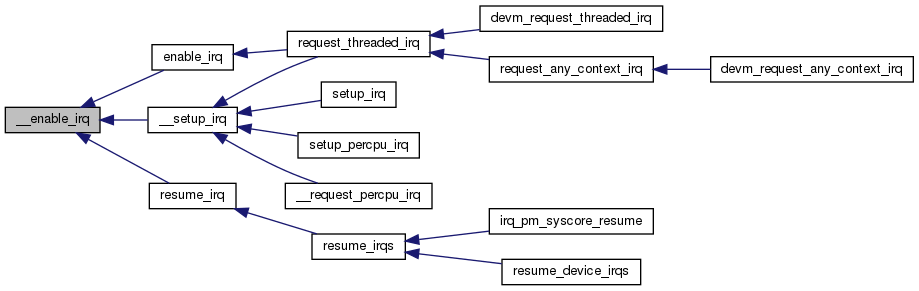 devm_request_threaded_irq
request_threaded_irq
enable_irq
request_any_context_irq
devm_request_any_context_irq
setup_irq
__enable_irq
__setup_irq
setup_percpu_irq
resume_irq
__request_percpu_irq
irq_pm_syscore_resume
resume_irqs
resume_device_irqs